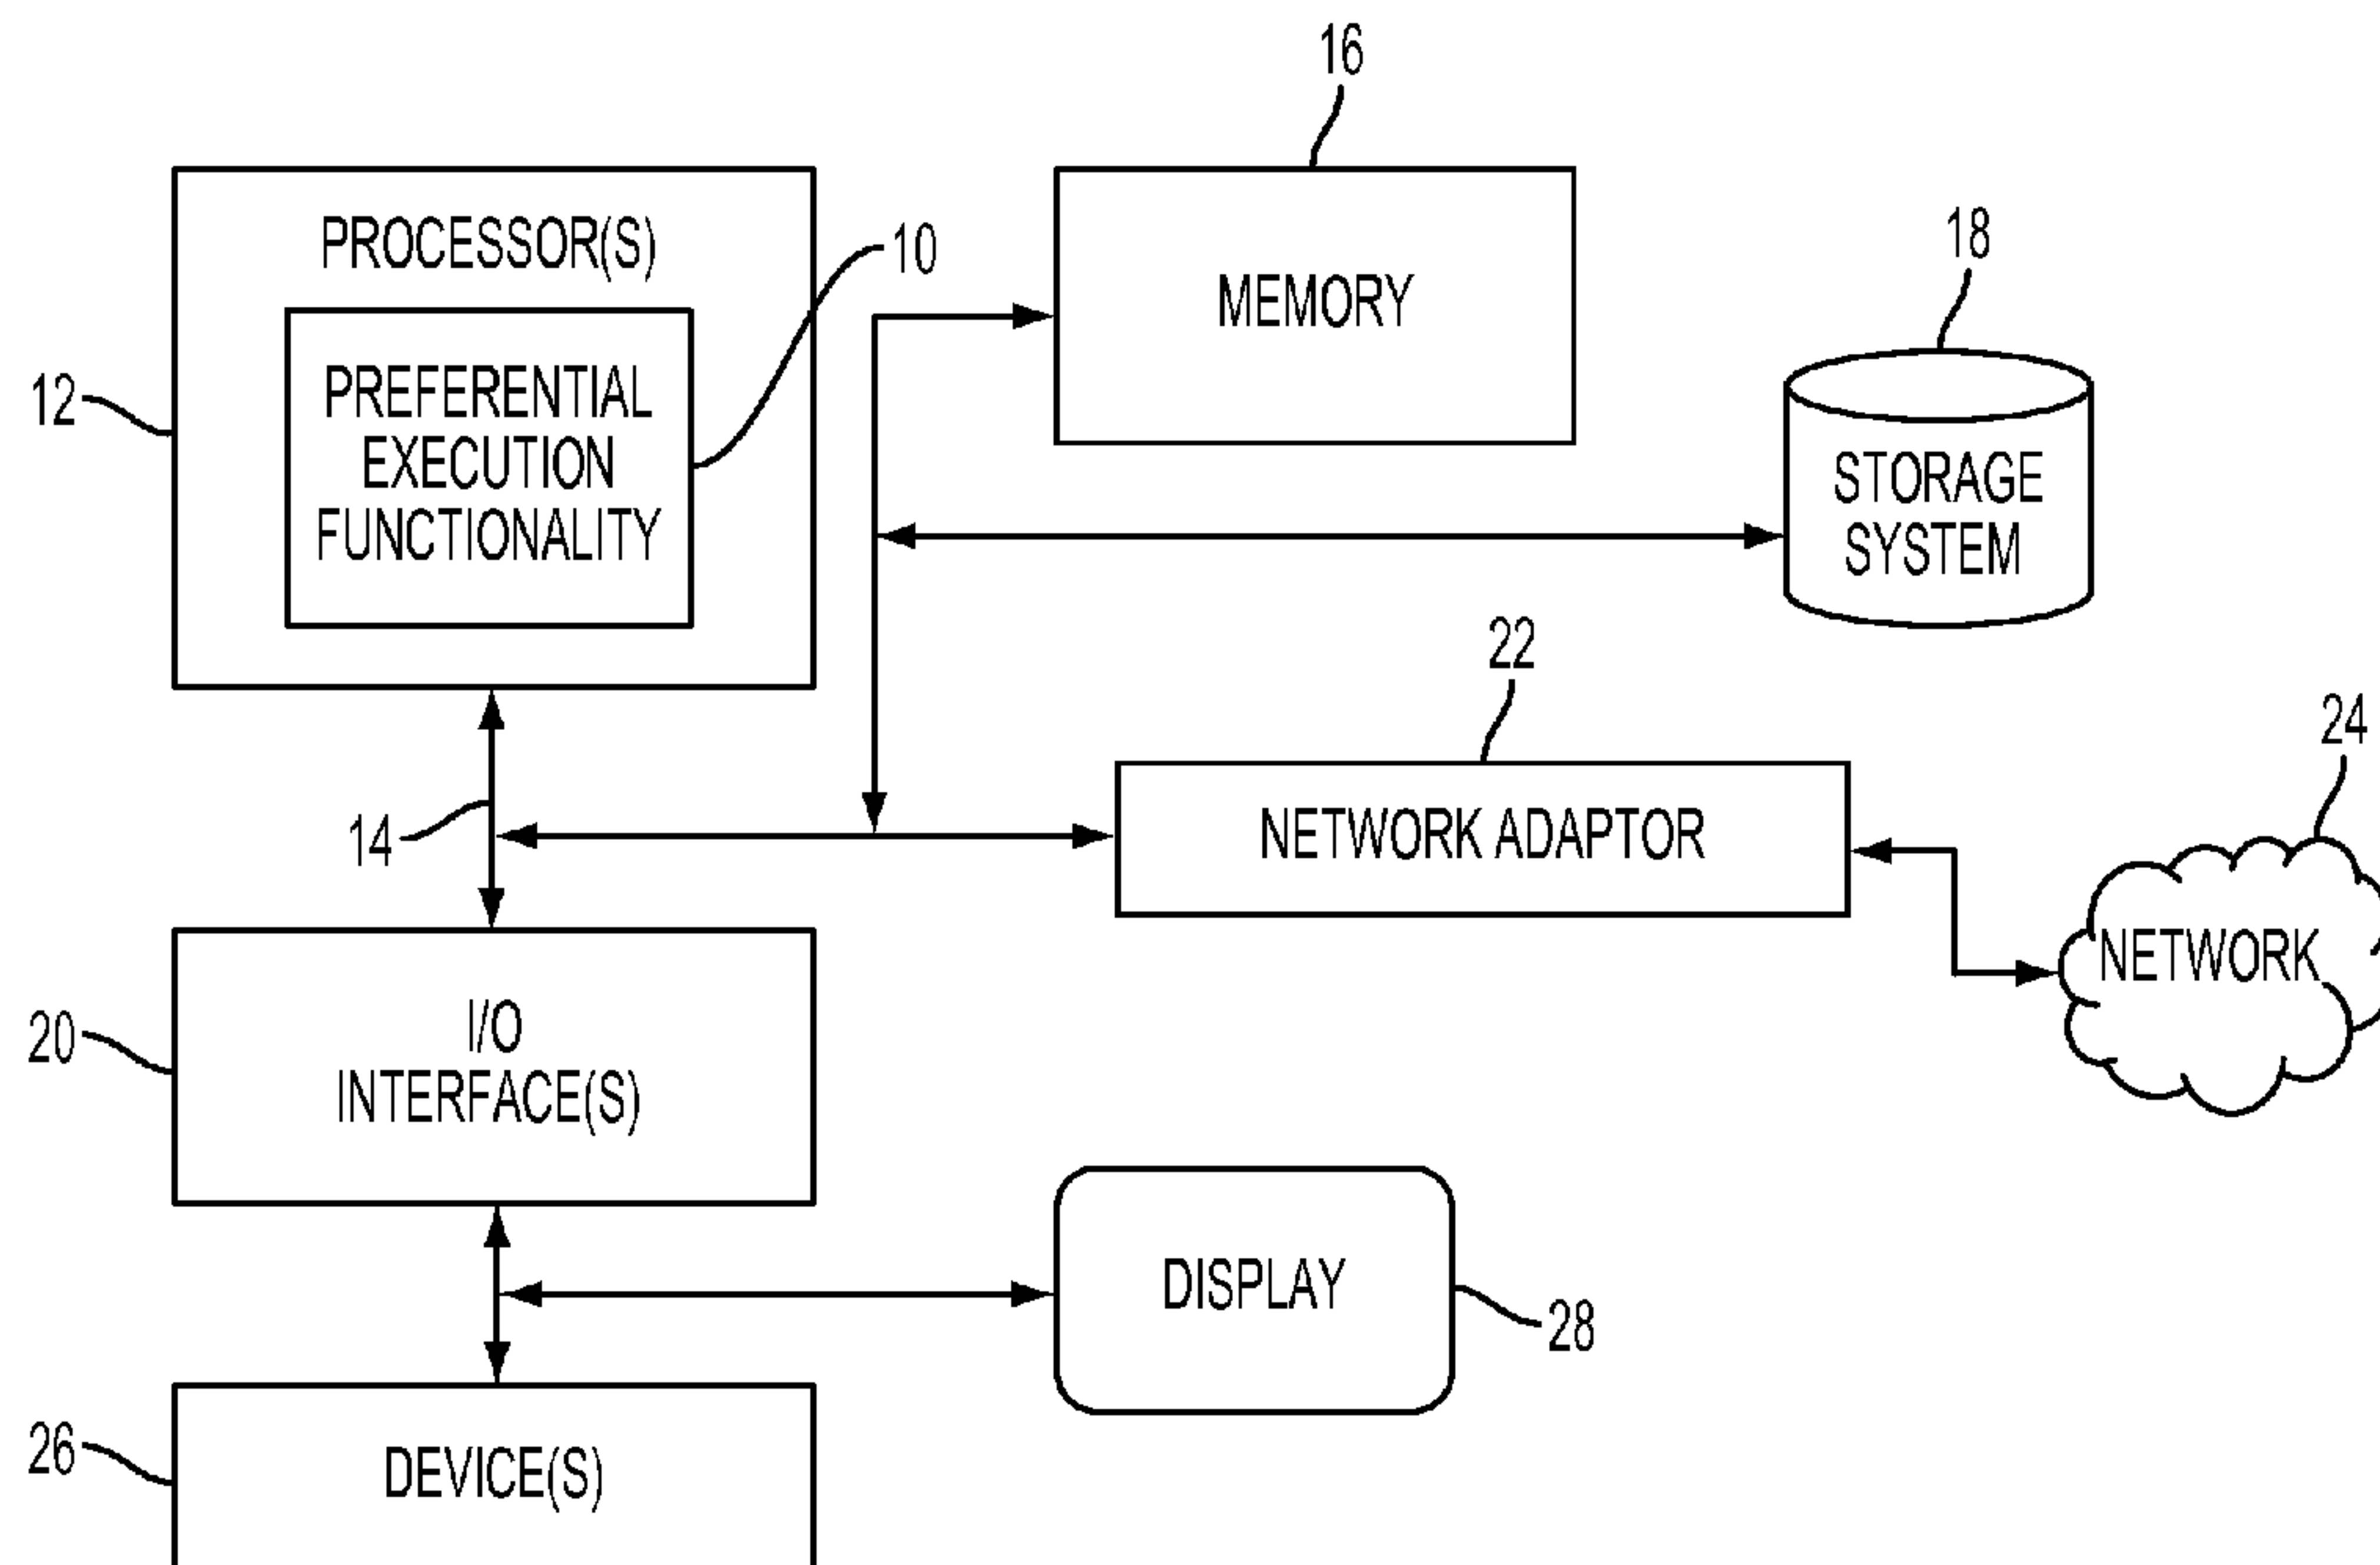 16
PROCESSOR(S)
10
18
MEMORY
12
PREFERENTIAL
EXECUTION
FUNCTIONALITY
STORAGE
SYSTEM
22
24
14
NETWORK ADAPTOR
NETWORK
20
I/O
INTERFACE(S)
DISPLAY
28
26
DEVICE(S)